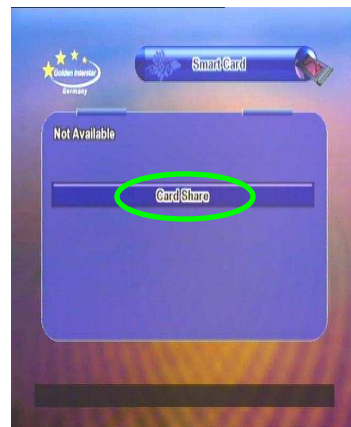 Smart Card
Golden Interstar
Germany
Not Available
Card Share